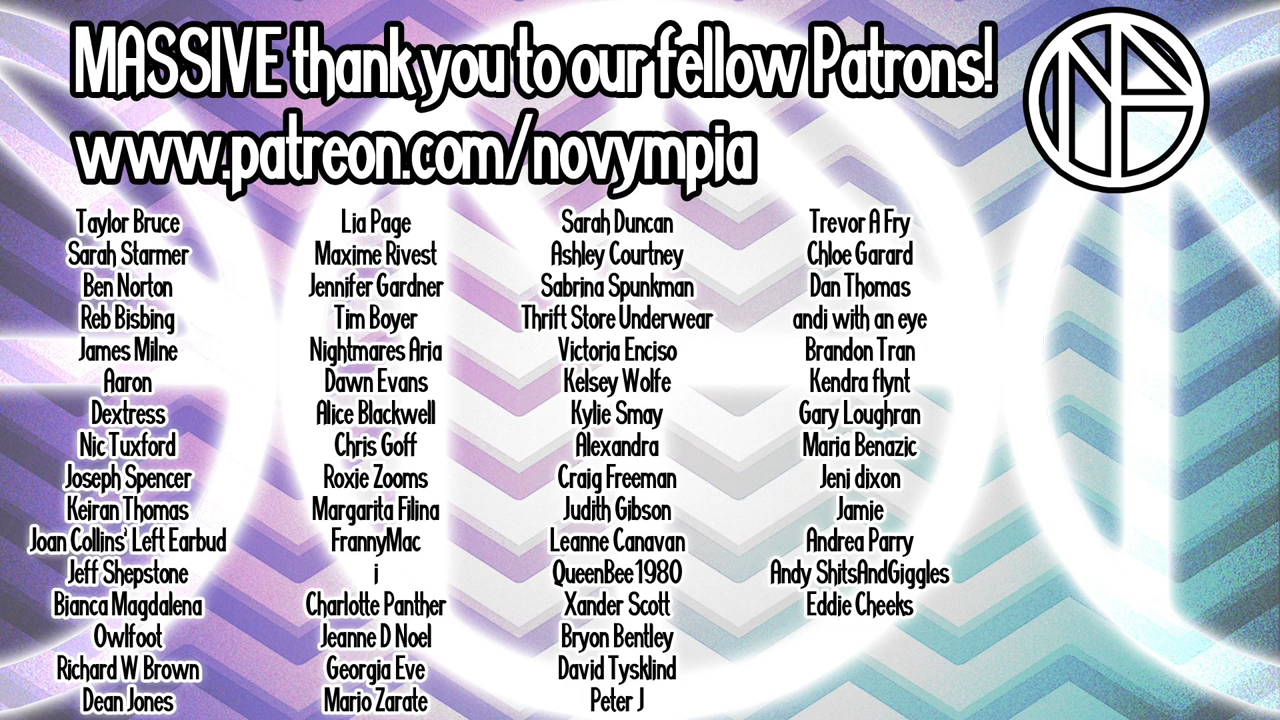 MASSIVE thank you to our fellow Patrons!
www.patreon.com/novympia
Taylor Bruce
Sarah Starmer
Ben Norton
Reb Bisbing
James Milne
Aaron
Dextress
Nic Tuxford
Joseph Spencer
Keiran Thomas
Joan Collins' Left Earbud
Jeff Shepstone
Bianca Magdalena
Owlfoot
Richard W Brown
Dean Jones
Lia Page
Maxime Rivest
Jennifer Gardner
Tim Boyer
Nightmares Aria
Dawn Evans
Alice Blackwell
Chris Goff
Roxie Zooms
Margarita Filina
FrannyMac
j
Charlotte Panther
Jeanne D Noel
Georgia Eve
Mario Zarate
Sarah Duncan
Ashley Courtney
Sabrina Spunkman
Thrift Store Underwear
Victoria Enciso
Kelsey Wolfe
Kylie Smay
Alexandra
Craig Freeman
Judith Gibson
Leanne Canavan
QueenBee1980
Xander Scott
Bryon Bentley
David Tysklind
Peter J
Trevor A Fry
Chloe Garard
Dan Thomas
andi with an eye
Brandon Tran
Kendra flynt
Gary Loughran
Maria Benazic
Jeni dixon
Jamie
Andrea Parry
Andy ShitsAndGiggles
Eddie Cheeks